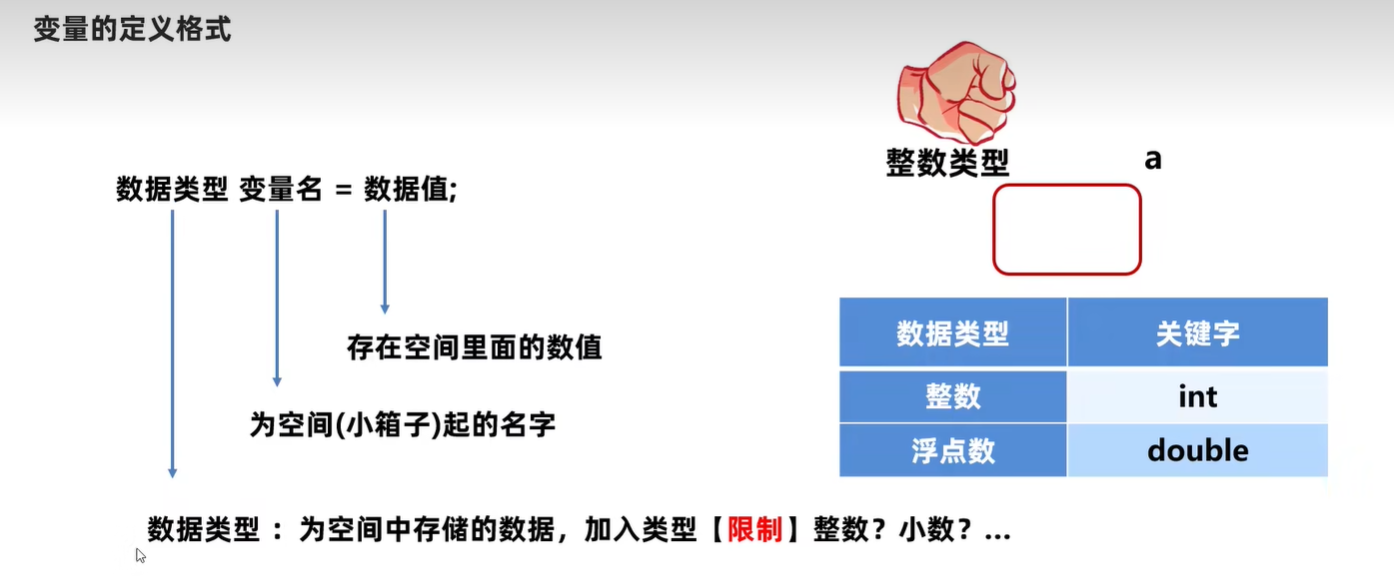 变量的定义格式
数据类型 变量名 = 数据值;
存在空间里面的数值
为空间(小箱子)起的名字
数据类型 ： 为空间中存储的数据，加入类型【限制】整数？小数？...
整数类型
a
数据类型 关键字
整数 int
浮点数 double